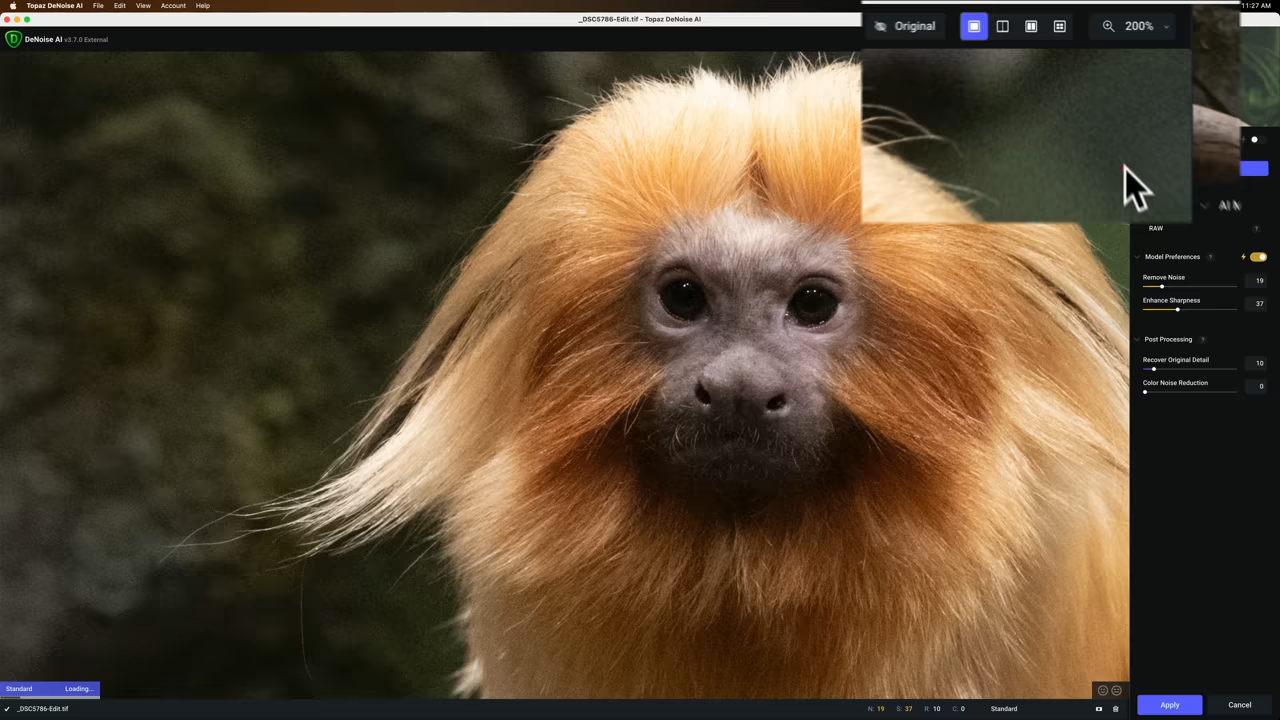 Topaz DeNoise AI File Edit View Account Help
11:27 AM
_DSC5786-Edit.tif - Topaz DeNoise AI
DeNoise AI v3.7.0 External
Original
200%
AI
RAW ?
Model Preferences ?
Remove Noise 19
Enhance Sharpness 37
Post Processing ?
Recover Original Detail 10
Color Noise Reduction 0
Standard Loading...
_DSC5786-Edit.tif
N: 19 S: 37 R: 10 C: 0 Standard
Apply Cancel